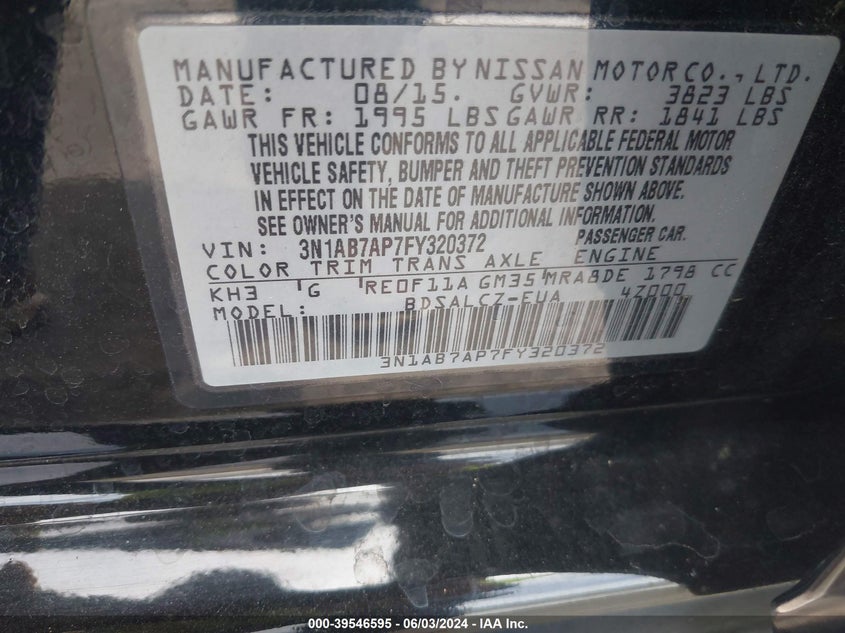 MANUFACTURED BY NISSAN MOTOR CO., LTD.
DATE: 08/15. GVWR: 3823 LBS
GAWR FR: 1995 LBS GAWR RR: 1841 LBS
THIS VEHICLE CONFORMS TO ALL APPLICABLE FEDERAL MOTOR
VEHICLE SAFETY, BUMPER AND THEFT PREVENTION STANDARDS
IN EFFECT ON THE DATE OF MANUFACTURE SHOWN ABOVE.
SEE OWNER'S MANUAL FOR ADDITIONAL INFORMATION.
VIN: 3N1AB7AP7FY320372 PASSENGER CAR.
COLOR TRIM TRANS AXLE ENGINE
KH3 G RE0F11A GM35 MRA8DE 1798 CC
MODEL: BDSALCZ-EUA 4Z000
3N1AB7AP7FY320372
000-39546595 - 06/03/2024 - IAAI Inc.